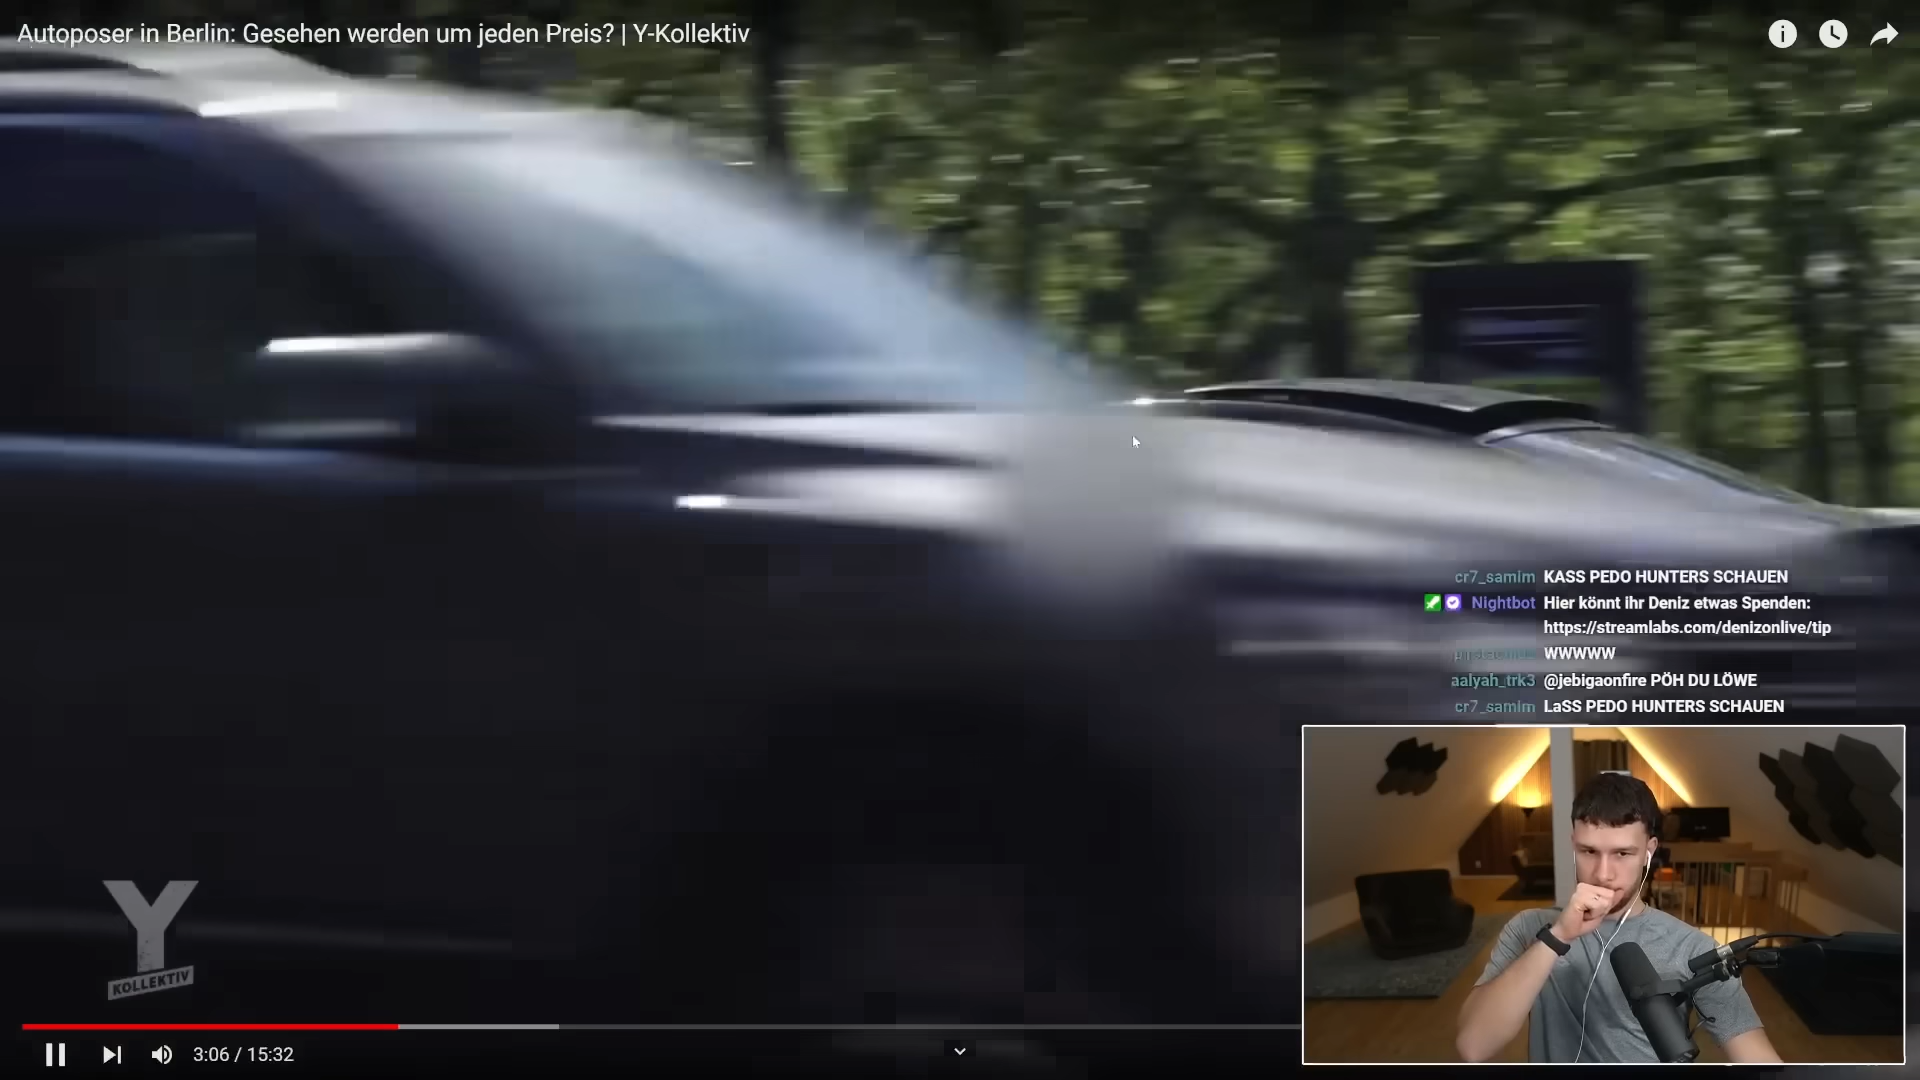 Autoposer in Berlin: Gesehen werden um jeden Preis? | Y-Kollektiv
cr7_samim KASS PEDO HUNTERS SCHAUEN
Nightbot Hier könnt ihr Deniz etwas Spenden:
https://streamlabs.com/denizonlive/tip
WWWWW
aalyah_trk3 @jebigaonfire PÖH DU LÖWE
cr7_samim LaSS PEDO HUNTERS SCHAUEN
Y
KOLLEKTIV
3:06 / 15:32